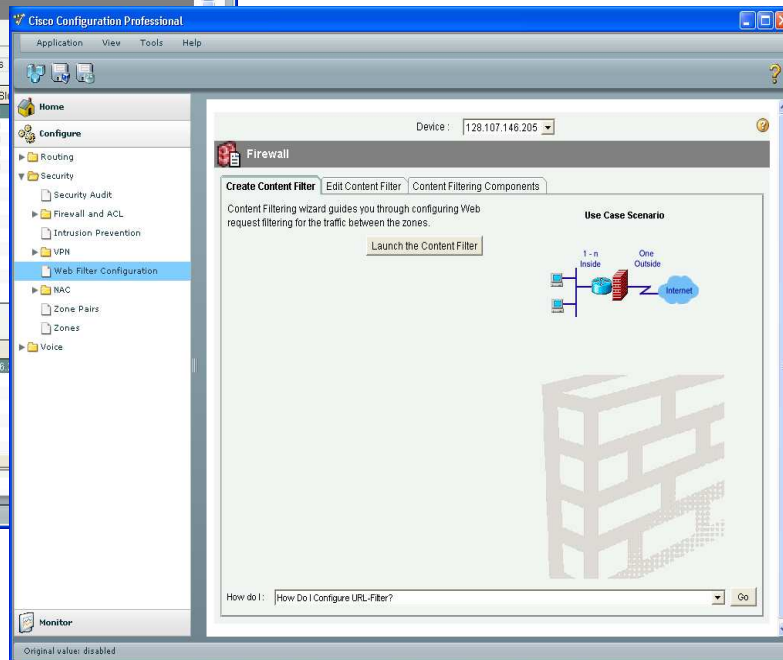 Cisco Configuration Professional
Application View Tools Help
Home
Configure
Routing
Security
Security Audit
Firewall and ACL
Intrusion Prevention
VPN
Web Filter Configuration
NAC
Zone Pairs
Zones
Voice
Monitor
Device : 128.107.146.205
Firewall
Create Content Filter Edit Content Filter Content Filtering Components
Content Filtering wizard guides you through configuring Web
request filtering for the traffic between the zones.
Launch the Content Filter
Use Case Scenario
1 - n
Inside
One
Outside
Internet
How do I : How Do I Configure URL-Filter? Go
Original value: disabled